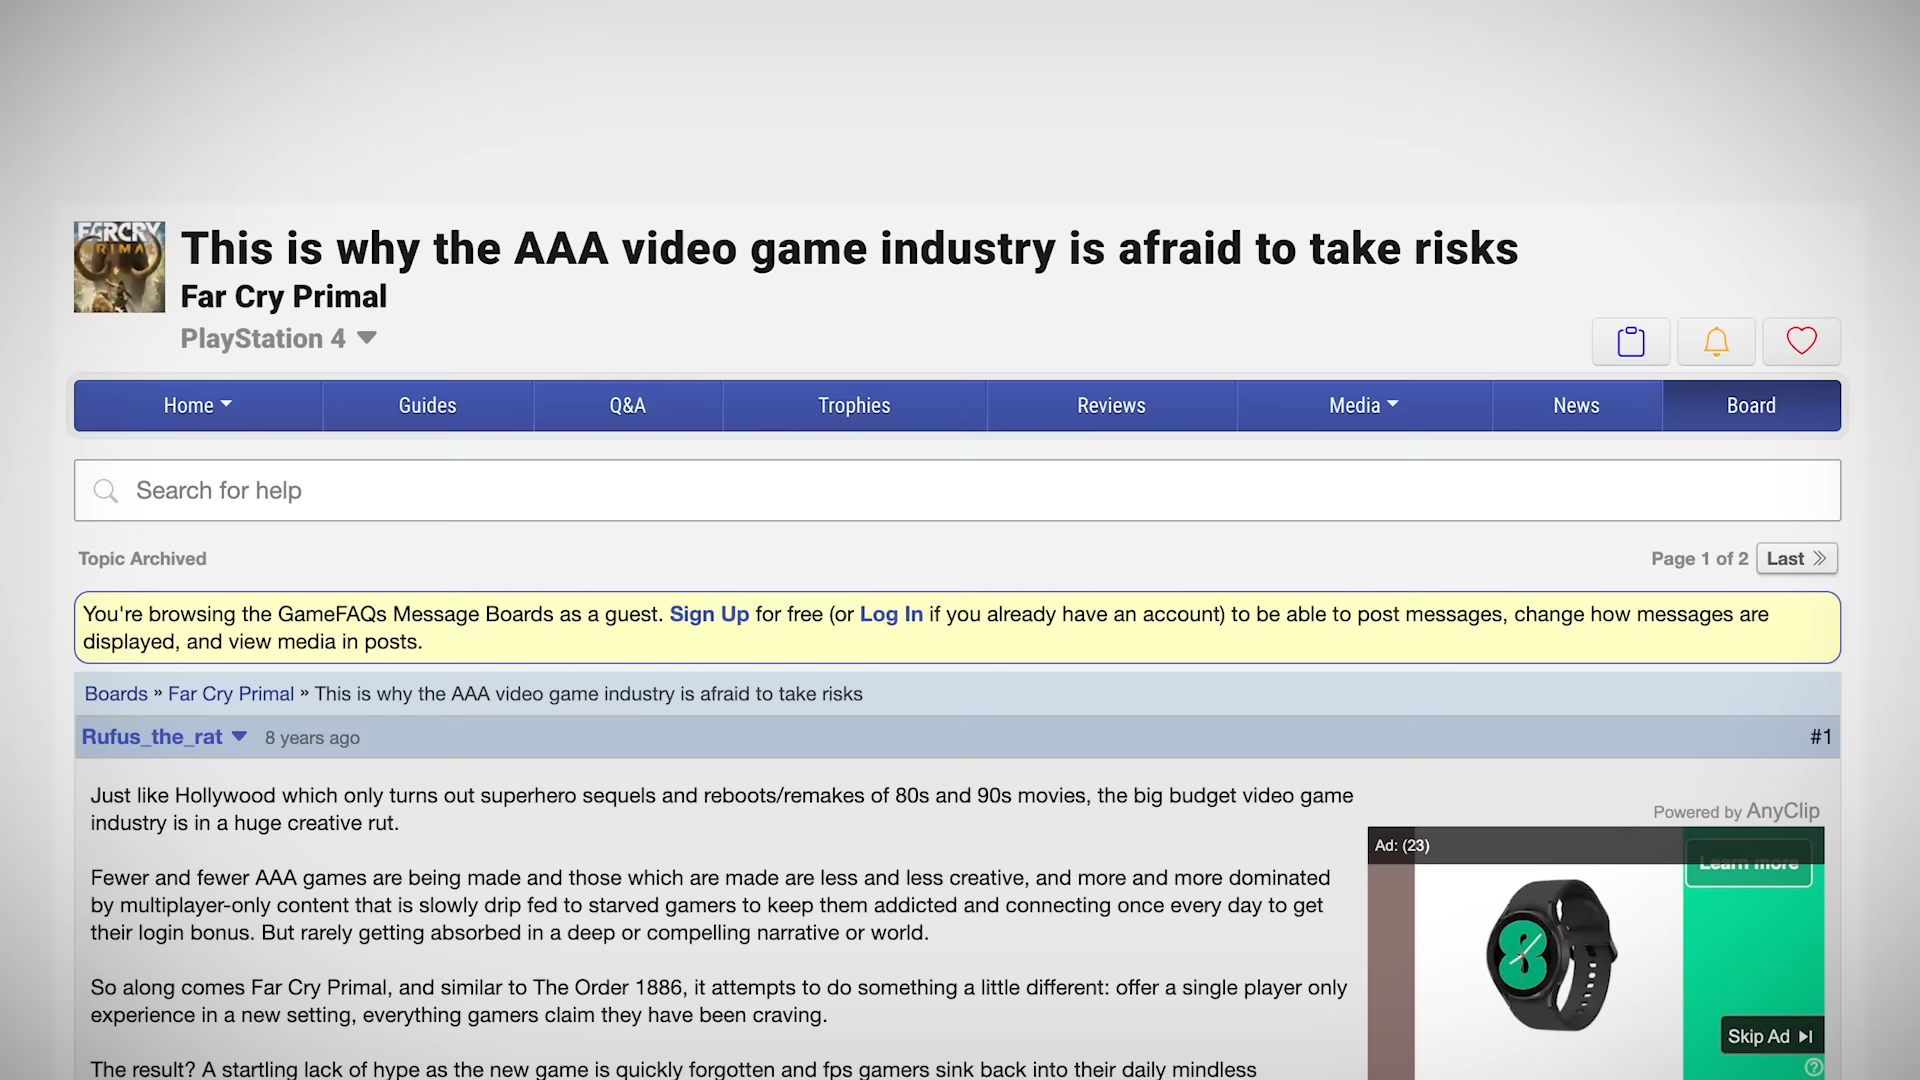 FARCRY
PRIMAL
This is why the AAA video game industry is afraid to take risks
Far Cry Primal
PlayStation 4
Home
Guides
Q&A
Trophies
Reviews
Media
News
Board
Search for help
Topic Archived
Page 1 of 2
Last
You're browsing the GameFAQs Message Boards as a guest. Sign Up for free (or Log In if you already have an account) to be able to post messages, change how messages are
displayed, and view media in posts.
Boards » Far Cry Primal » This is why the AAA video game industry is afraid to take risks
Rufus_the_rat 8 years ago
#1
Just like Hollywood which only turns out superhero sequels and reboots/remakes of 80s and 90s movies, the big budget video game
industry is in a huge creative rut.
Fewer and fewer AAA games are being made and those which are made are less and less creative, and more and more dominated
by multiplayer-only content that is slowly drip fed to starved gamers to keep them addicted and connecting once every day to get
their login bonus. But rarely getting absorbed in a deep or compelling narrative or world.
So along comes Far Cry Primal, and similar to The Order 1886, it attempts to do something a little different: offer a single player only
experience in a new setting, everything gamers claim they have been craving.
The result? A startling lack of hype as the new game is quickly forgotten and fps gamers sink back into their daily mindless
Powered by AnyClip
Ad: (23)
Learn more
8
Skip Ad
?